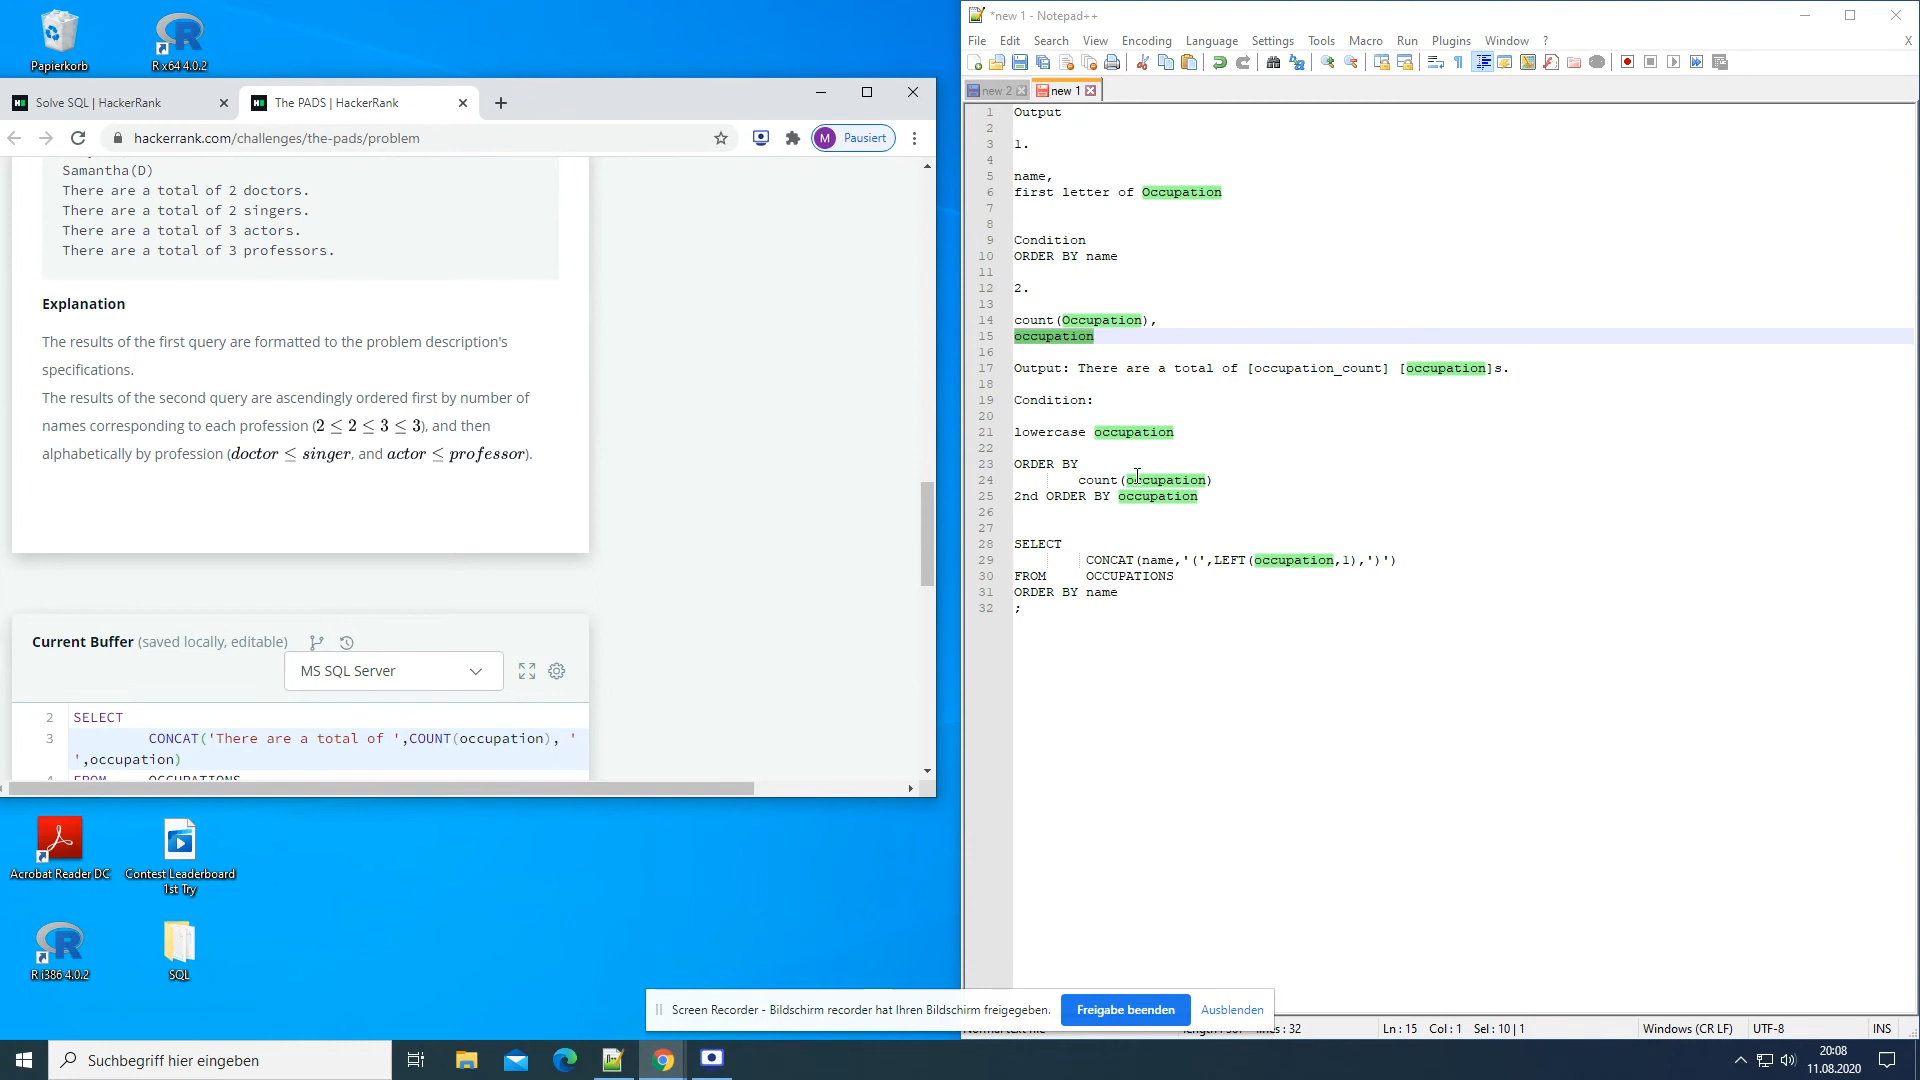 Papierkorb
R x64 4.0.2
Solve SQL | HackerRank
The PADS | HackerRank
hackerrank.com/challenges/the-pads/problem
M Pausiert
Samantha(D)
There are a total of 2 doctors.
There are a total of 2 singers.
There are a total of 3 actors.
There are a total of 3 professors.
Explanation
The results of the first query are formatted to the problem description's
specifications.
The results of the second query are ascendingly ordered first by number of
names corresponding to each profession (2 ≤ 2 ≤ 3 ≤ 3), and then
alphabetically by profession (doctor ≤ singer, and actor ≤ professor).
Current Buffer (saved locally, editable)
MS SQL Server
2 SELECT
3 CONCAT('There are a total of ',COUNT(occupation), '
',occupation)
4 FROM OCCUPATIONS
Acrobat Reader DC
Contest Leaderboard
1st Try
R i386 4.0.2
SQL
*new 1 - Notepad++
File Edit Search View Encoding Language Settings Tools Macro Run Plugins Window ? X
new 2
new 1
1 Output
2
3 1.
4
5 name,
6 first letter of Occupation
7
8
9 Condition
10 ORDER BY name
11
12 2.
13
14 count(Occupation),
15 occupation
16
17 Output: There are a total of [occupation_count] [occupation]s.
18
19 Condition:
20
21 lowercase occupation
22
23 ORDER BY
24 count(occupation)
25 2nd ORDER BY occupation
26
27
28 SELECT
29 CONCAT(name,'(',LEFT(occupation,1),')')
30 FROM OCCUPATIONS
31 ORDER BY name
32 ;
Screen Recorder - Bildschirm recorder hat Ihren Bildschirm freigegeben.
Freigabe beenden
Ausblenden
lines : 32
Ln : 15 Col : 1 Sel : 10 | 1
Windows (CR LF)
UTF-8
INS
Suchbegriff hier eingeben
20:08
11.08.2020